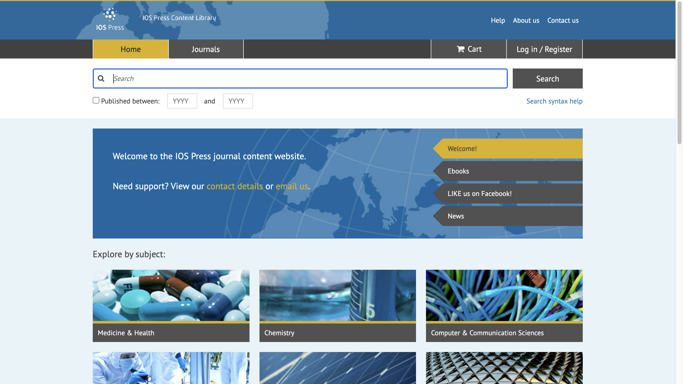 IOS Press
IOS Press Content Library
Help About us Contact us
Home Journals Cart Log in / Register
Search Search
Published between: YYYY and YYYY Search syntax help
Welcome to the IOS Press journal content website.
Need support? View our contact details or email us.
Welcome!
Ebooks
LIKE us on Facebook!
News
Explore by subject:
5
Medicine & Health Chemistry Computer & Communication Sciences